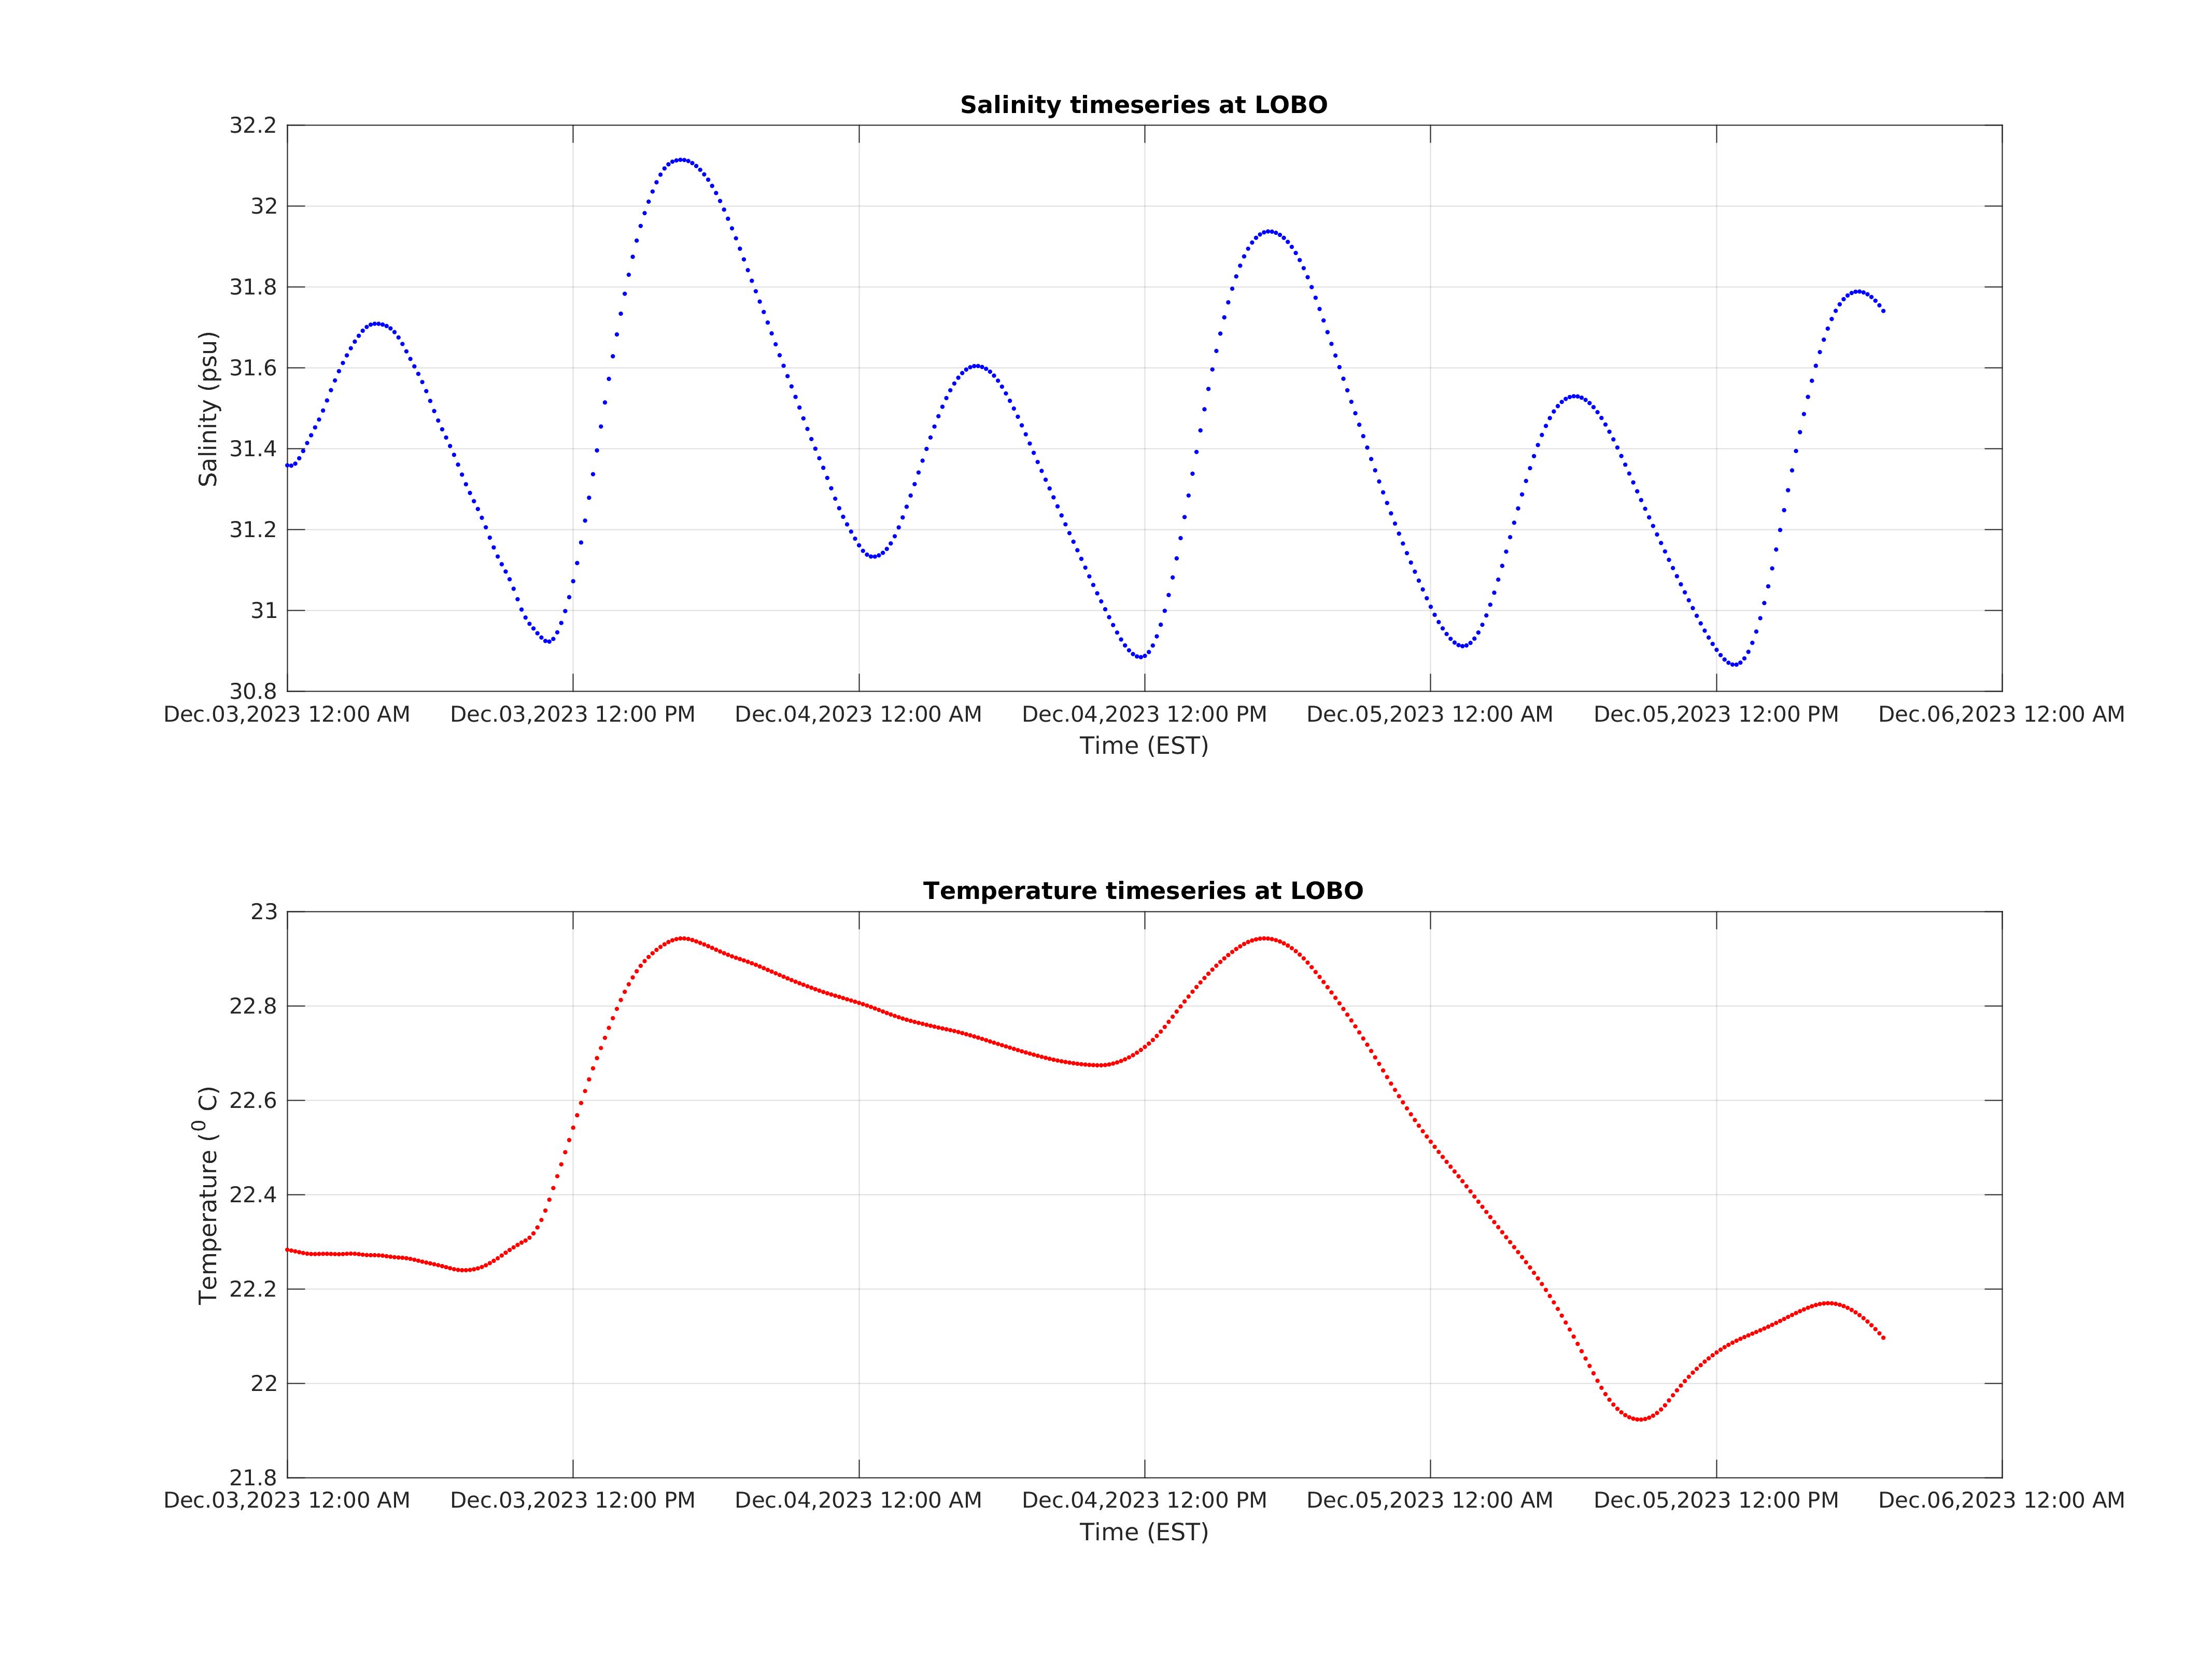 Salinity timeseries at LOBO
32.2
32
31.8
31.6
31.4
31.2
31
30.8
Salinity (psu)
Dec.03,2023 12:00 AM Dec.03,2023 12:00 PM Dec.04,2023 12:00 AM Dec.04,2023 12:00 PM Dec.05,2023 12:00 AM Dec.05,2023 12:00 PM Dec.06,2023 12:00 AM
Time (EST)
Temperature timeseries at LOBO
23
22.8
22.6
22.4
22.2
22
21.8
Temperature (⁰ C)
Dec.03,2023 12:00 AM Dec.03,2023 12:00 PM Dec.04,2023 12:00 AM Dec.04,2023 12:00 PM Dec.05,2023 12:00 AM Dec.05,2023 12:00 PM Dec.06,2023 12:00 AM
Time (EST)